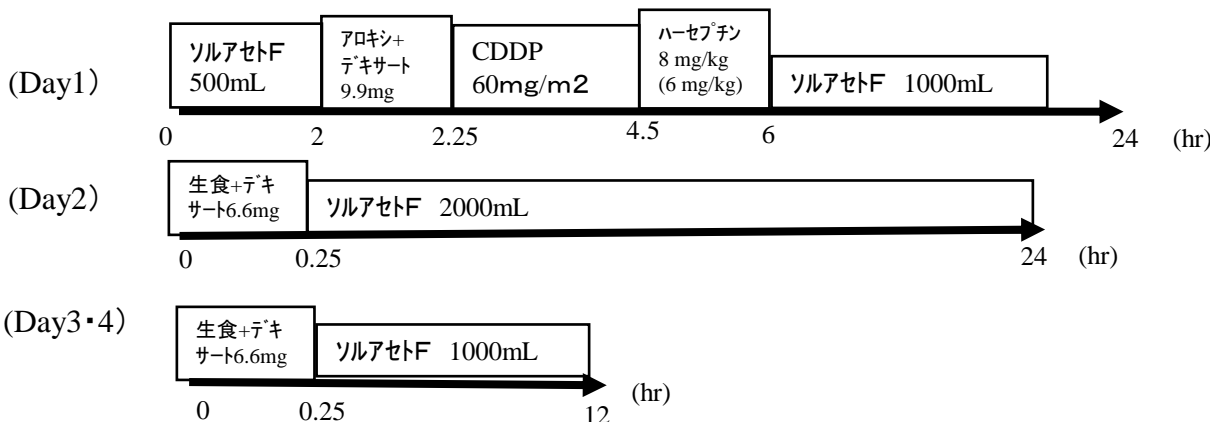 (Day1）
ソルアセトF
500mL
アロキシ+
デキサート
9.9mg
CDDP
60mg/m2
ハーセプチン
8 mg/kg
(6 mg/kg)
ソルアセトF 1000mL
0
2
2.25
4.5
6
24
(hr)
(Day2）
生食+デキ
サート6.6mg
ソルアセトF 2000mL
0
0.25
24
(hr)
(Day3・4）
生食+デキ
サート6.6mg
ソルアセトF 1000mL
0
0.25
12
(hr)